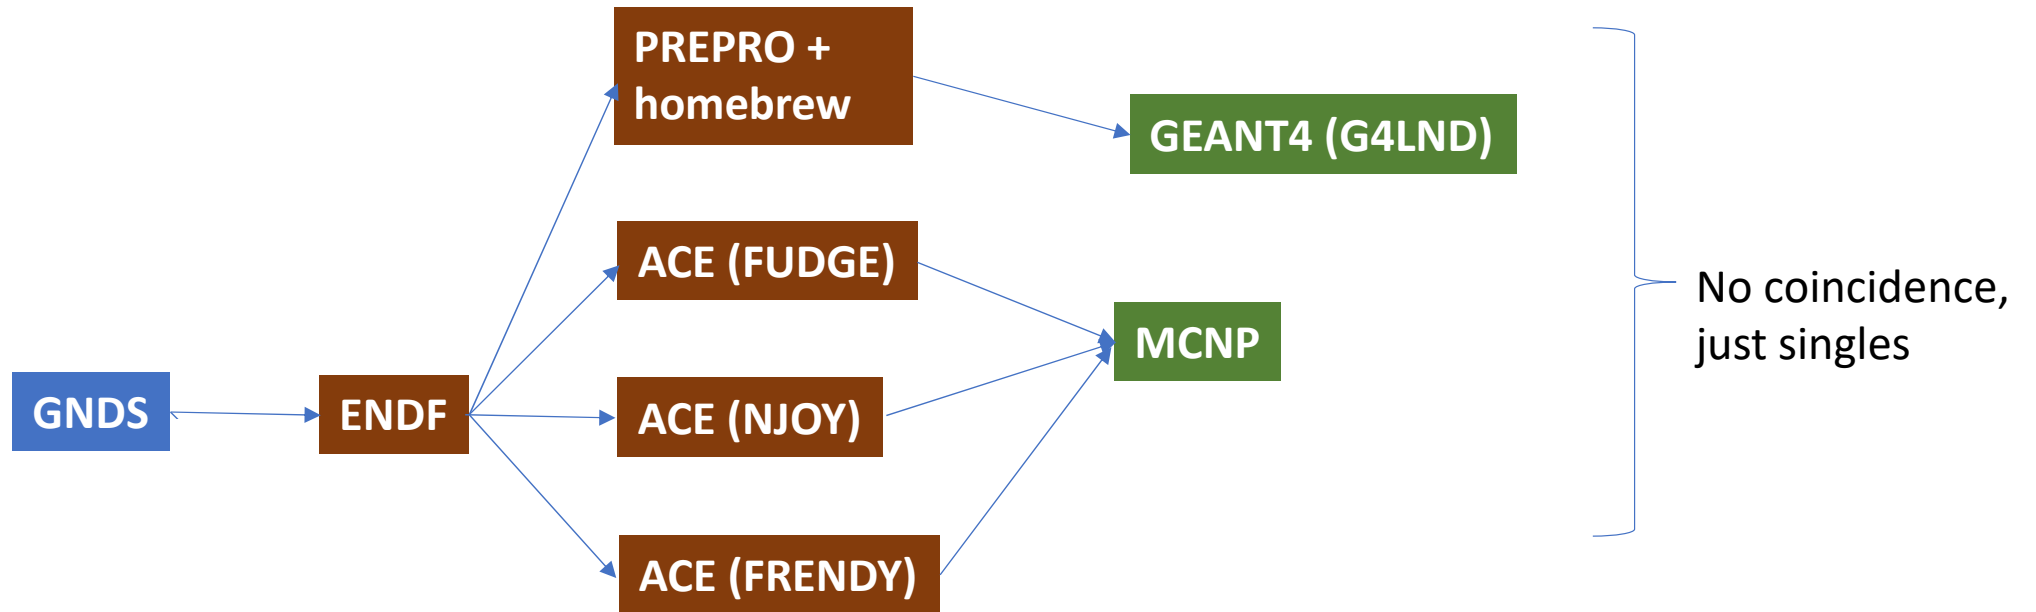 PREPRO +
homebrew
GEANT4 (G4LND)
ACE (FUDGE)
No coincidence,
just singles
MCNP
GNDS
ENDF
ACE (NJOY)
ACE (FRENDY)